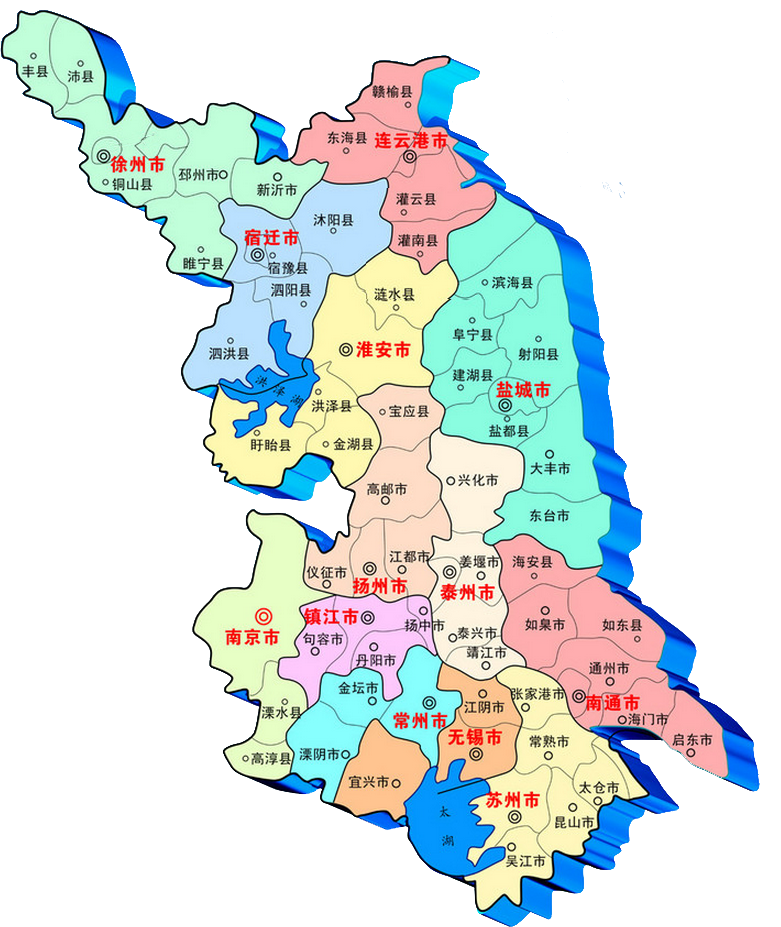 丰县
沛县
赣榆县
东海县
连云港市
徐州市
铜山县
邳州市
新沂市
灌云县
沭阳县
宿迁市
灌南县
睢宁县
宿豫县
泗阳县
涟水县
滨海县
阜宁县
射阳县
泗洪县
淮安市
建湖县
盐城市
洪泽湖
洪泽县
宝应县
盐都县
盱眙县
金湖县
大丰市
兴化市
高邮市
东台市
仪征市
江都市
扬州市
姜堰市
泰州市
海安县
镇江市
扬中市
如皋市
如东县
南京市
句容市
丹阳市
泰兴市
靖江市
通州市
金坛市
江阴市
张家港市
南通市
溧水县
常州市
海门市
无锡市
常熟市
启东市
高淳县
溧阴市
宜兴市
太仓市
苏州市
太湖
昆山市
吴江市